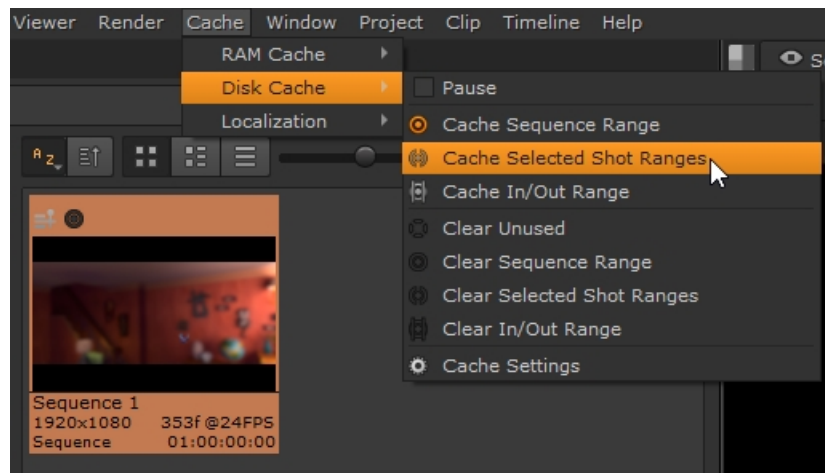 Viewer Render Cache Window Project Clip Timeline Help
RAM Cache
Disk Cache
Localization
Pause
Cache Sequence Range
Cache Selected Shot Ranges
Cache In/Out Range
Clear Unused
Clear Sequence Range
Clear Selected Shot Ranges
Clear In/Out Range
Cache Settings
A z
Sequence 1
1920x1080 353f@24FPS
Sequence 01:00:00:00